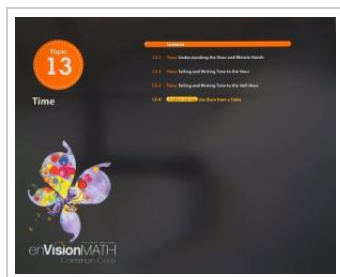 Topic
13
Time
Lessons
13-1 Time: Understanding the Hour and Minute Hands
13-2 Time: Telling and Writing Time to the Hour
13-3 Time: Telling and Writing Time to the Half Hour
13-4 Problem Solving Use Data from a Table
enVisionMATH
Common Core